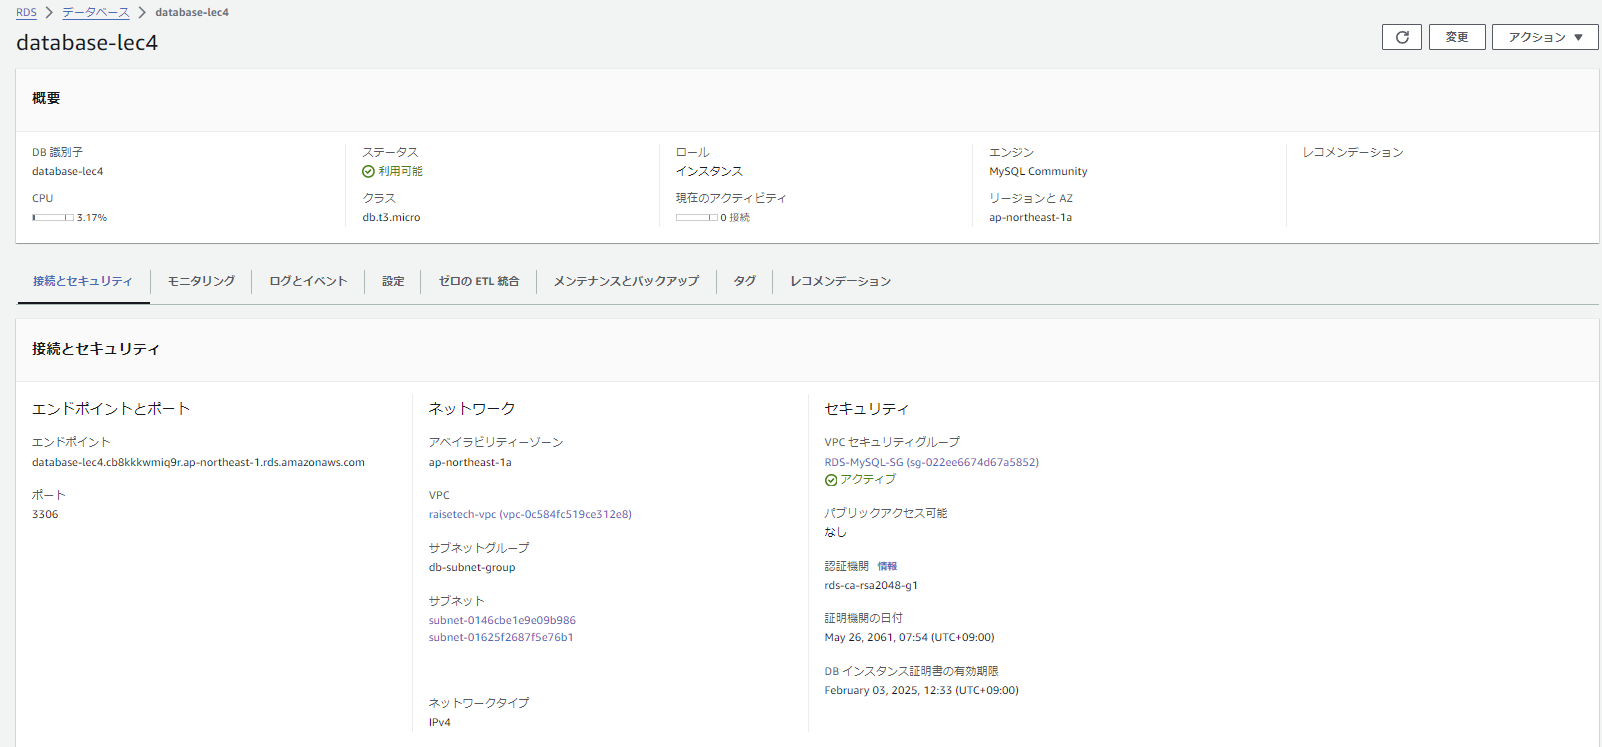 RDS > データベース > database-lec4
database-lec4
変更 アクション ▼
概要
DB 識別子
database-lec4
CPU
3.17%
ステータス
利用可能
クラス
db.t3.micro
ロール
インスタンス
現在のアクティビティ
0 接続
エンジン
MySQL Community
リージョンと AZ
ap-northeast-1a
レコメンデーション
接続とセキュリティ モニタリング ログとイベント 設定 ゼロの ETL 統合 メンテナンスとバックアップ タグ レコメンデーション
接続とセキュリティ
エンドポイントとポート
エンドポイント
database-lec4.cb8kkkwmiq9r.ap-northeast-1.rds.amazonaws.com
ポート
3306
ネットワーク
アベイラビリティーゾーン
ap-northeast-1a
VPC
raisetech-vpc (vpc-0c584fc519ce312e8)
サブネットグループ
db-subnet-group
サブネット
subnet-0146cbe1e9e09b986
subnet-01625f2687f5e76b1
ネットワークタイプ
IPv4
セキュリティ
VPC セキュリティグループ
RDS-MySQL-SG (sg-022ee6674d67a5852)
アクティブ
パブリックアクセス可能
なし
認証機関 情報
rds-ca-rsa2048-g1
証明機関の日付
May 26, 2061, 07:54 (UTC+09:00)
DB インスタンス証明書の有効期限
February 03, 2025, 12:33 (UTC+09:00)